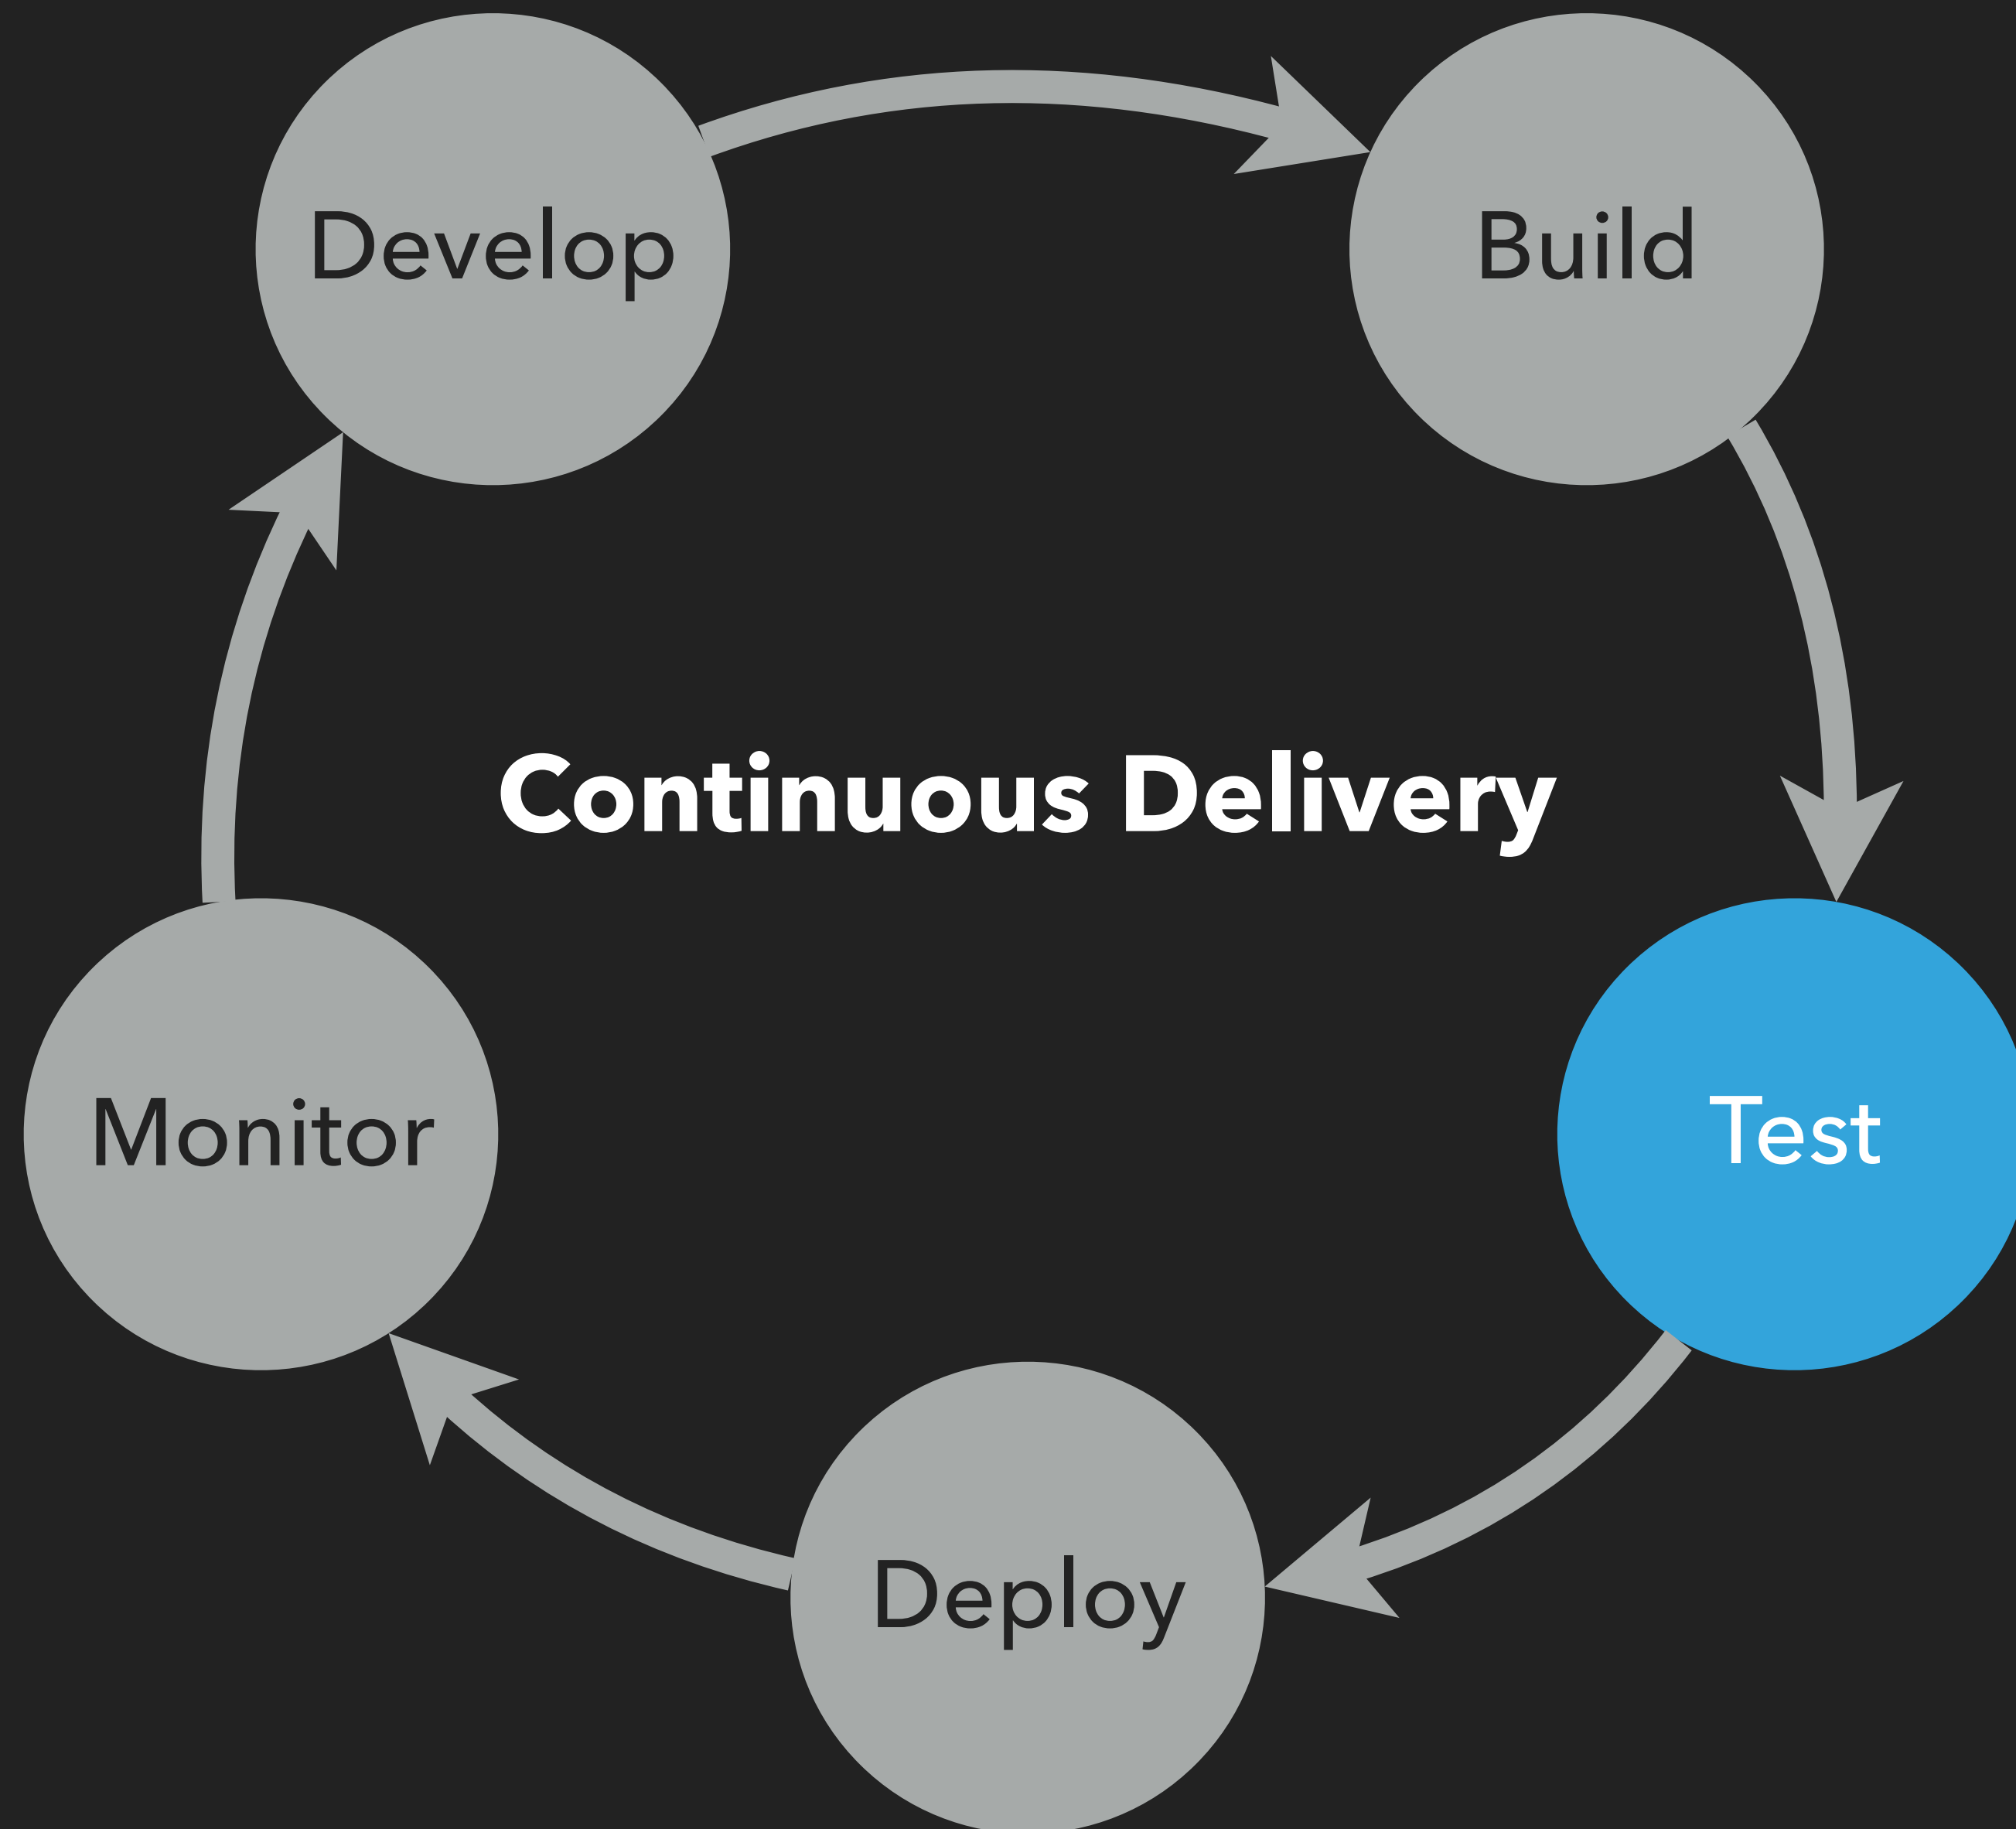 Develop
Build
Continuous Delivery
Monitor
Test
Deploy